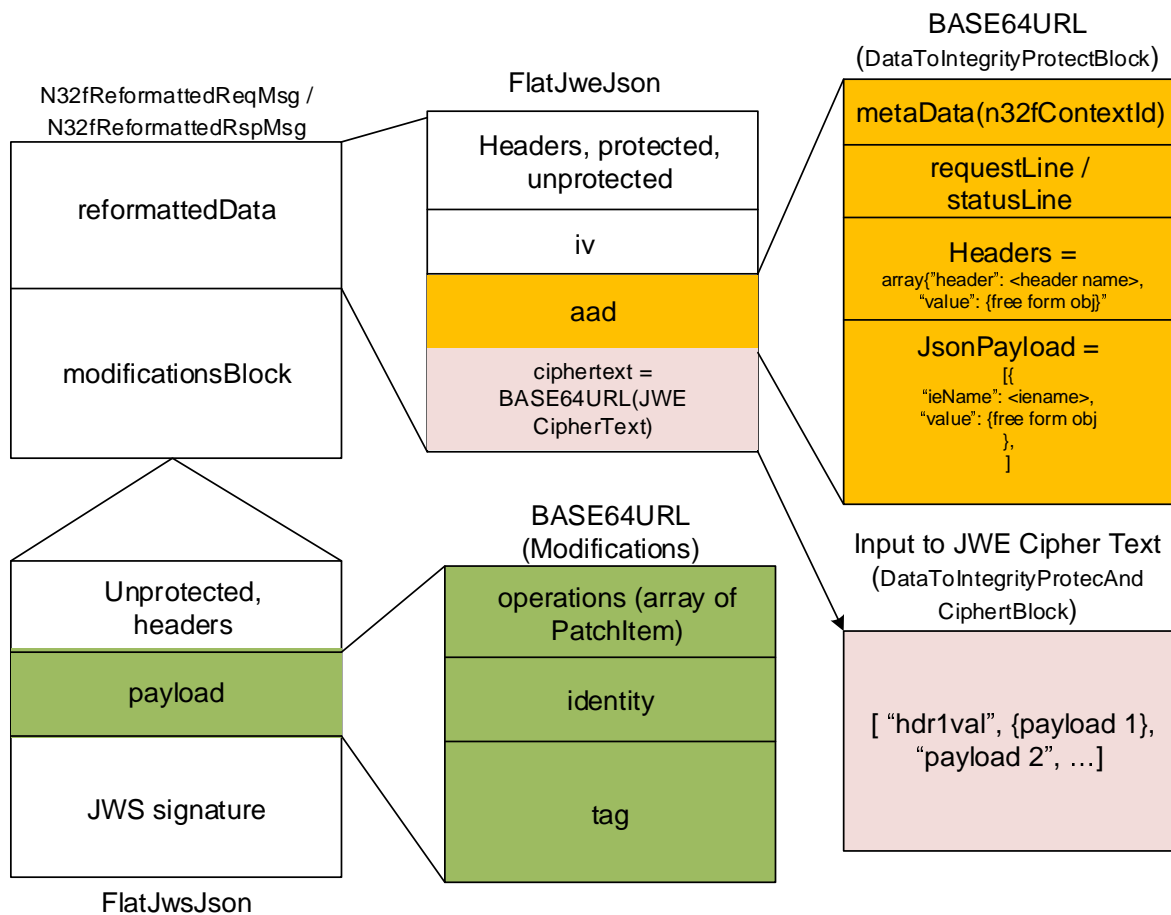 N32fReformattedReqMsg /
N32fReformattedRspMsg
reformattedData
modificationsBlock
FlatJweJson
Headers, protected,
unprotected
iv
aad
ciphertext =
BASE64URL(JWE
CipherText)
BASE64URL
(DataToIntegrityProtectBlock)
metaData(n32fContextId)
requestLine /
statusLine
Headers =
array{”header”: <header name>,
“value”: {free form obj}”
JsonPayload =
[{
“ieName”: <iename>,
“value”: {free form obj
},
]
Unprotected,
headers
payload
JWS signature
FlatJwsJson
BASE64URL
(Modifications)
operations (array of
PatchItem)
identity
tag
Input to JWE Cipher Text
(DataToIntegrityProtecAnd
CiphertBlock)
[ “hdr1val”, {payload 1},
“payload 2”, …]